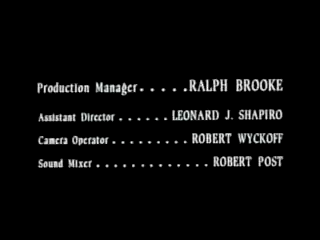 Production Manager.....RALPH BROOKE
Assistant Director......LEONARD J. SHAPIRO
Camera Operator.........ROBERT WYCKOFF
Sound Mixer.............ROBERT POST